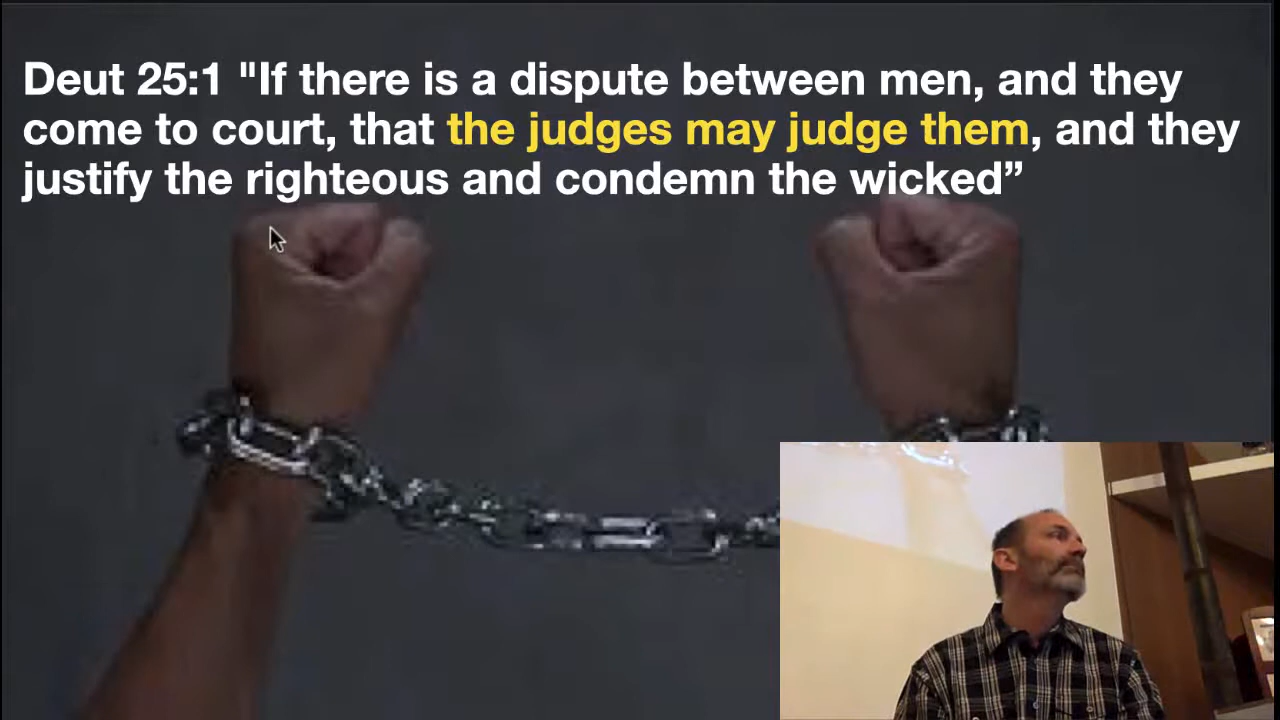 Deut 25:1 "If there is a dispute between men, and they
come to court, that the judges may judge them, and they
justify the righteous and condemn the wicked”